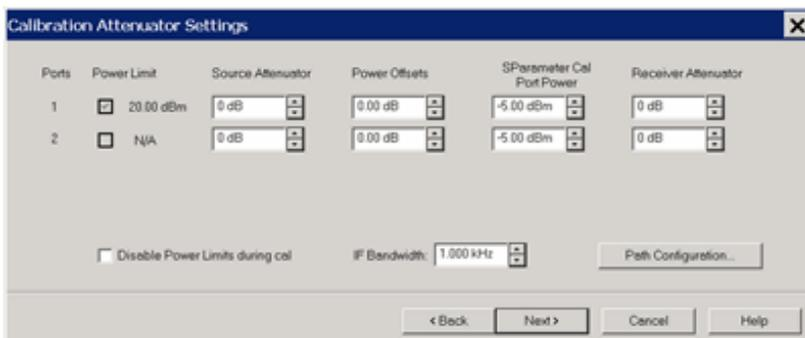 Calibration Attenuator Settings
Ports Power Limit Source Attenuator Power Offsets SParameter Cal Port Power Receiver Attenuator
1 20.00 dBm 0 dB 0.00 dB -5.00 dBm 0 dB
2 N/A 0 dB 0.00 dB -5.00 dBm 0 dB
Disable Power Limits during cal IF Bandwidth: 1.000 kHz Path Configuration...
< Back Next > Cancel Help